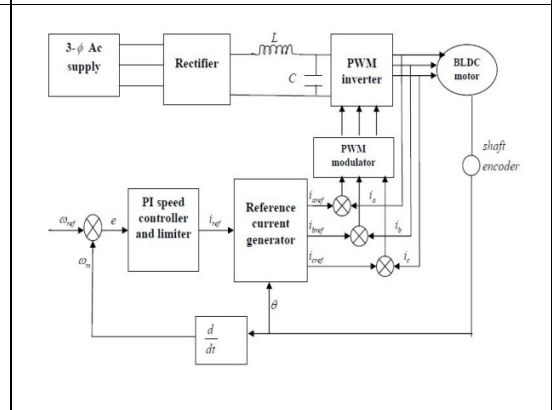 3-ϕ Ac
supply
Rectifier
L
C
PWM
inverter
BLDC
motor
shaft
encoder
PWM
modulator
PI speed
controller
and limiter
Reference
current
generator
ω_ref
e
i_ref
i_aref
i_a
i_bref
i_b
i_cref
i_c
ω_m
θ
d
dt